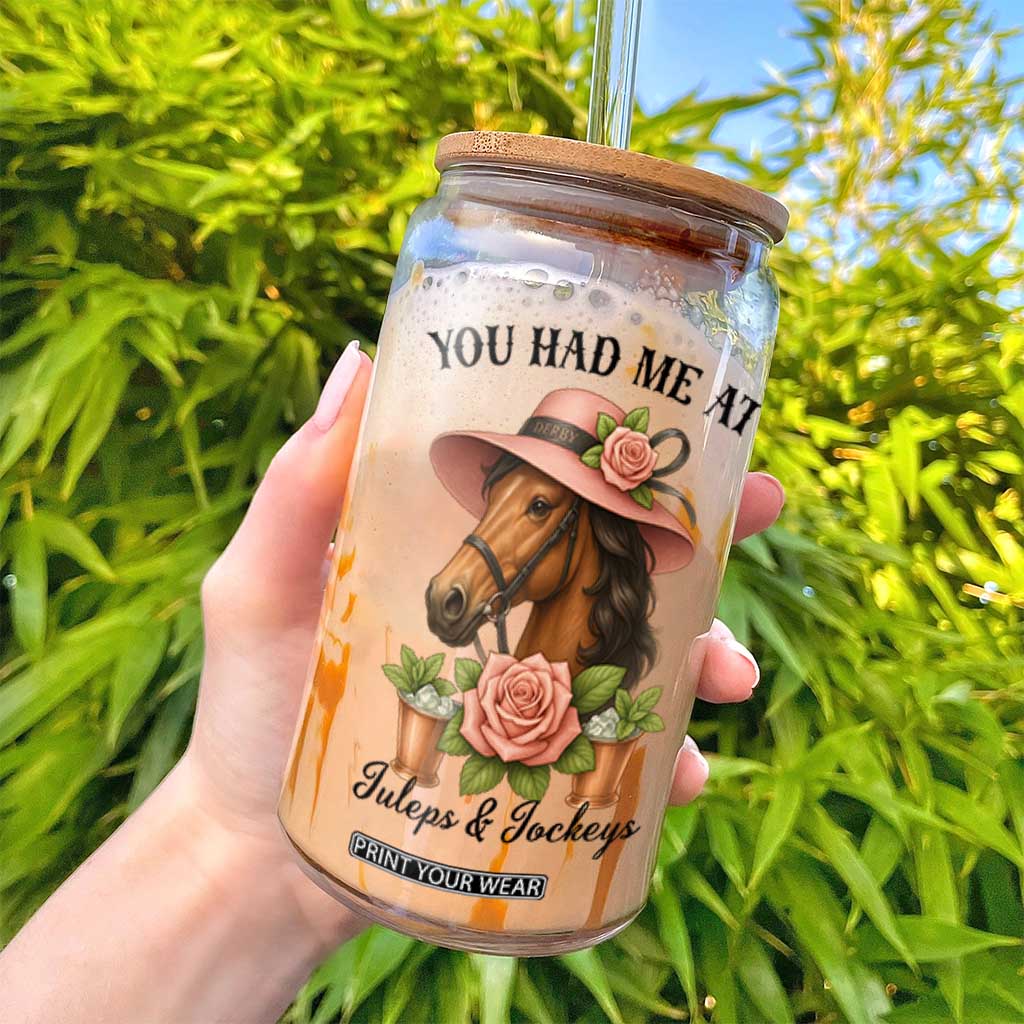 YOU HAD ME AT
DERBY
Juleps & Jockeys
PRINT YOUR WEAR